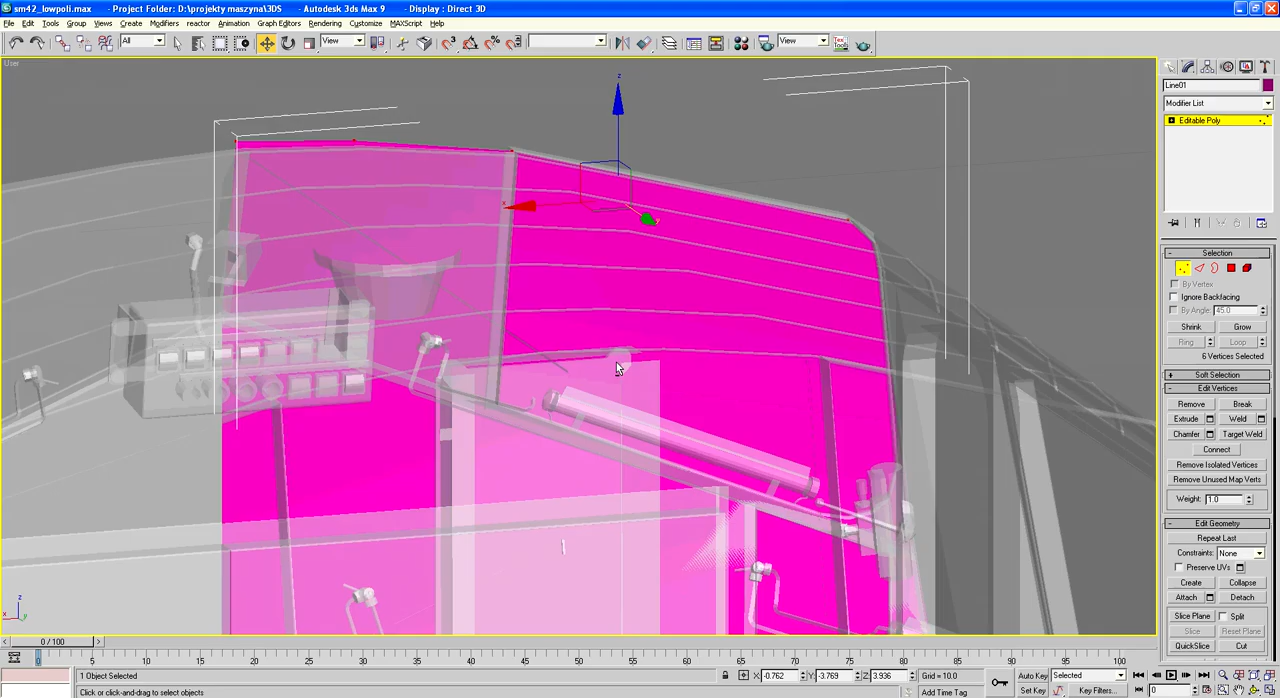 sm42_lowpoli.max - Project Folder: D:\projekty maszyna\3DS - Autodesk 3ds Max 9 - Display : Direct 3D
File Edit Tools Group Views Create Modifiers reactor Animation Graph Editors Rendering Customize MAXScript Help
All View View
User
z
x
Line01
Modifier List
Editable Poly
Selection
By Vertex
Ignore Backfacing
By Angle: 45.0
Shrink Grow
Ring Loop
6 Vertices Selected
Soft Selection
Edit Vertices
Remove Break
Extrude Weld
Chamfer Target Weld
Connect
Remove Isolated Vertices
Remove Unused Map Verts
Weight: 1.0
Edit Geometry
Repeat Last
Constraints: None
Preserve UVs
Create Collapse
Attach Detach
Slice Plane Split
Slice Reset Plane
QuickSlice Cut
z
x
y
0 / 100
0 5 10 15 20 25 30 35 40 45 50 55 60 65 70 75 80 85 90 95 100
1 Object Selected X: -0.762 Y: -3.769 Z: 3.936 Grid = 10.0 Auto Key Selected
Click or click-and-drag to select objects Add Time Tag Set Key Key Filters...